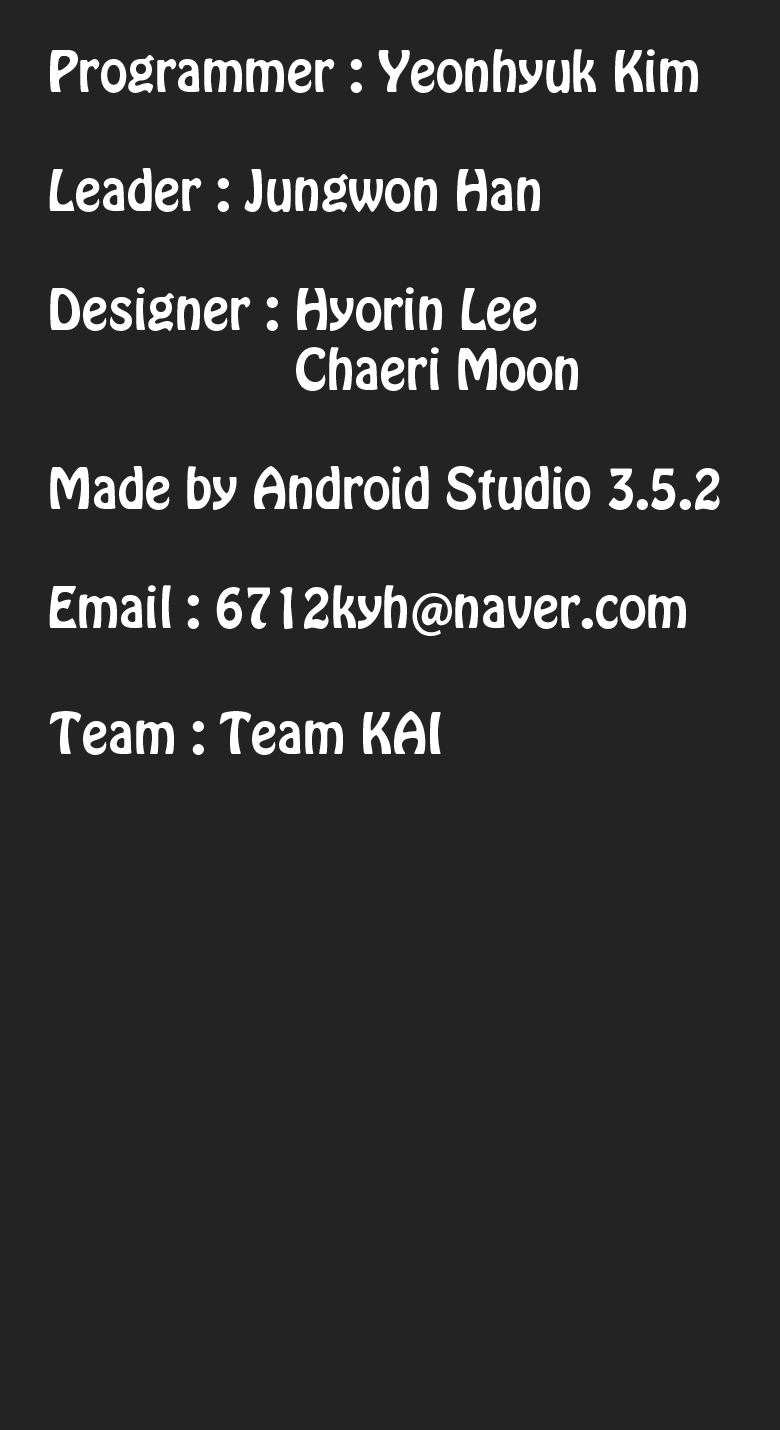 Programmer : Yeonhyuk Kim
Leader : Jungwon Han
Designer : Hyorin Lee
Chaeri Moon
Made by Android Studio 3.5.2
Email : 6712kyh@naver.com
Team : Team KAI